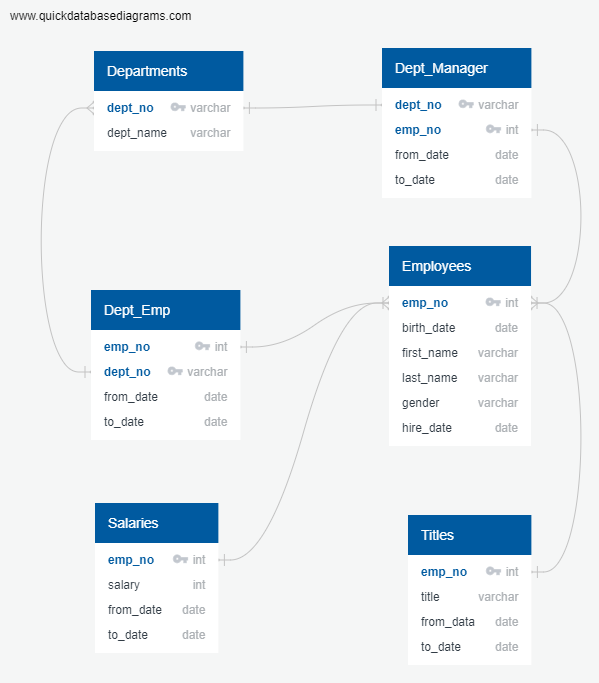 www.quickdatabasediagrams.com
Departments
dept_no varchar
dept_name varchar
Dept_Manager
dept_no varchar
emp_no int
from_date date
to_date date
Employees
emp_no int
birth_date date
first_name varchar
last_name varchar
gender varchar
hire_date date
Dept_Emp
emp_no int
dept_no varchar
from_date date
to_date date
Salaries
emp_no int
salary int
from_date date
to_date date
Titles
emp_no int
title varchar
from_data date
to_date date